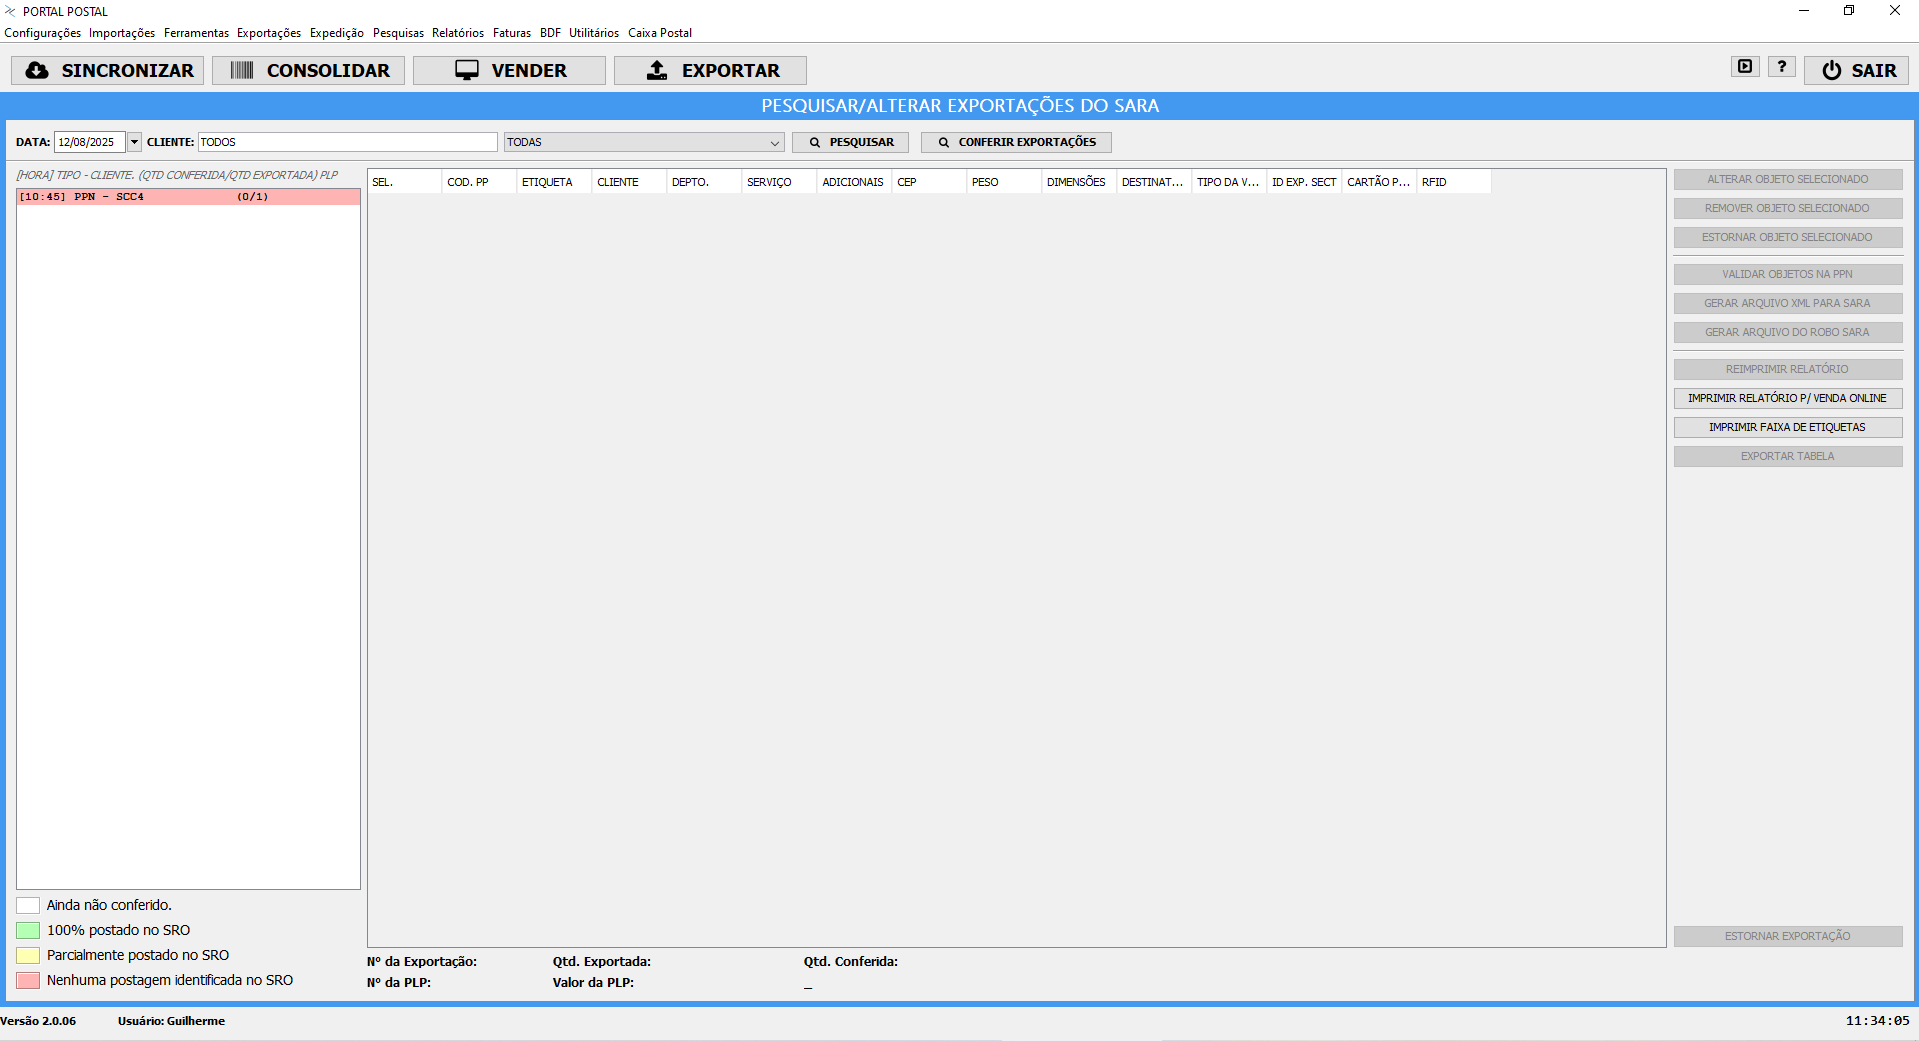 PORTAL POSTAL
Configurações Importações Ferramentas Exportações Expedição Pesquisas Relatórios Faturas BDF Utilitários Caixa Postal
SINCRONIZAR CONSOLIDAR VENDER EXPORTAR ? SAIR
PESQUISAR/ALTERAR EXPORTAÇÕES DO SARA
DATA: 12/08/2025 CLIENTE: TODOS TODAS PESQUISAR CONFERIR EXPORTAÇÕES
[HORA] TIPO - CLIENTE. (QTD CONFERIDA/QTD EXPORTADA) PLP
[10:45] PPN - SCC4 (0/1)
SEL. COD. PP ETIQUETA CLIENTE DEPTO. SERVIÇO ADICIONAIS CEP PESO DIMENSÕES DESTINAT... TIPO DA V... ID EXP. SECT CARTÃO P... RFID
ALTERAR OBJETO SELECIONADO
REMOVER OBJETO SELECIONADO
ESTORNAR OBJETO SELECIONADO
VALIDAR OBJETOS NA PPN
GERAR ARQUIVO XML PARA SARA
GERAR ARQUIVO DO ROBO SARA
REIMPRIMIR RELATÓRIO
IMPRIMIR RELATÓRIO P/ VENDA ONLINE
IMPRIMIR FAIXA DE ETIQUETAS
EXPORTAR TABELA
ESTORNAR EXPORTAÇÃO
Ainda não conferido.
100% postado no SRO
Parcialmente postado no SRO
Nenhuma postagem identificada no SRO
Nº da Exportação: Qtd. Exportada: Qtd. Conferida:
Nº da PLP: Valor da PLP: _
Versão 2.0.06 Usuário: Guilherme 11:34:05